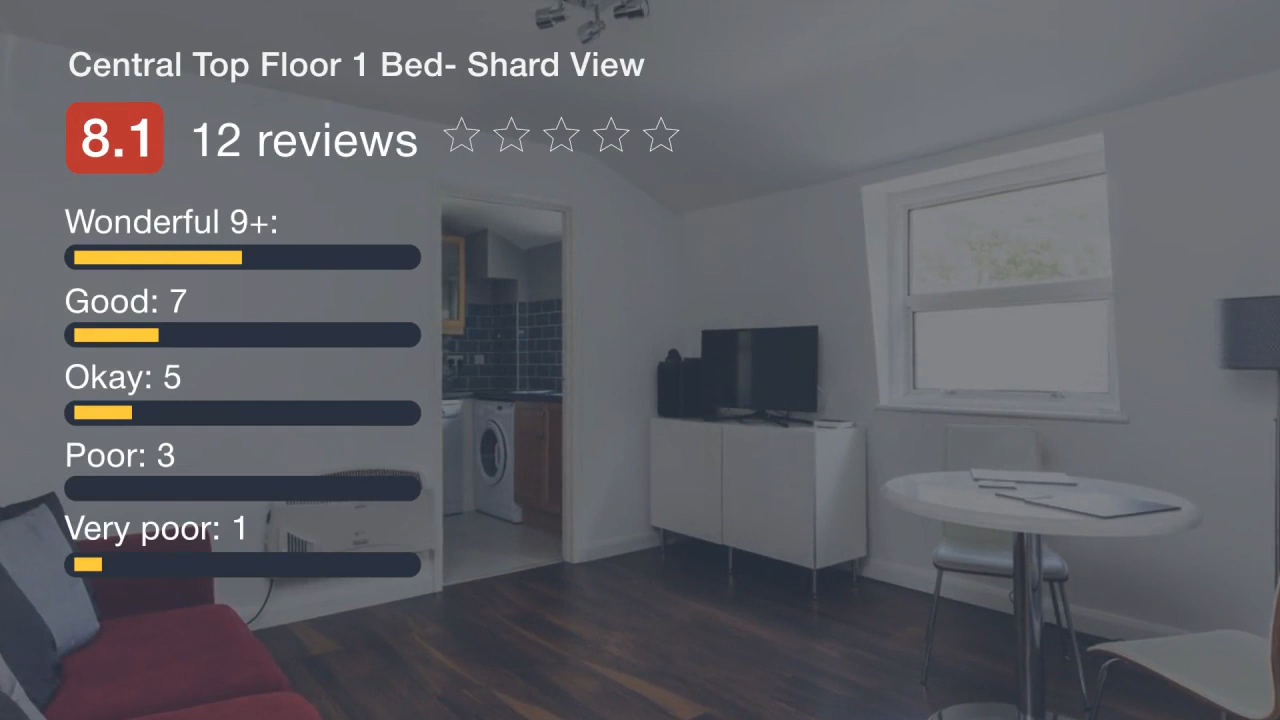 Central Top Floor 1 Bed- Shard View
8.1 12 reviews
Wonderful 9+:
Good: 7
Okay: 5
Poor: 3
Very poor: 1